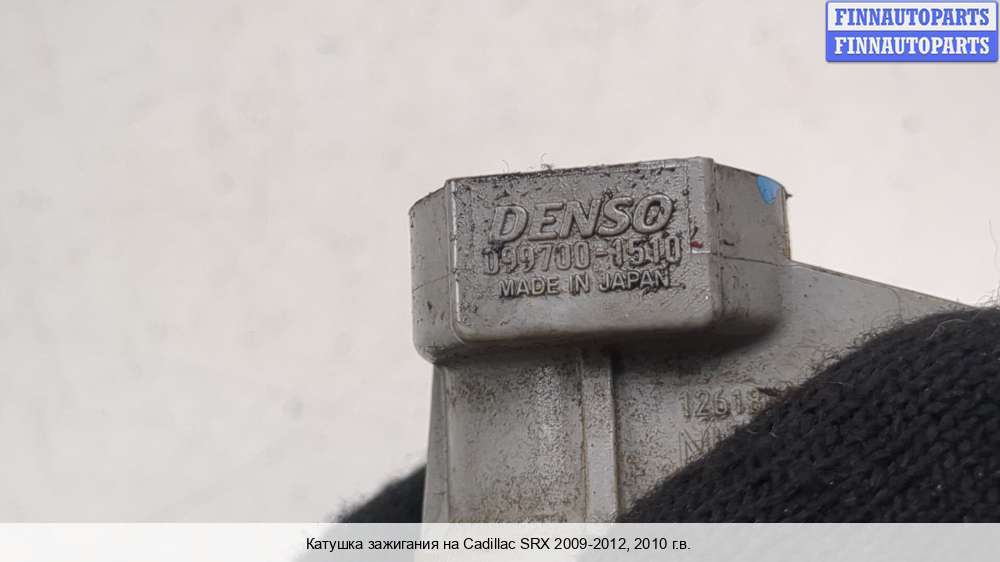 FINNAUTOPARTS
FINNAUTOPARTS
DENSO
099700-1510
MADE IN JAPAN
Катушка зажигания на Cadillac SRX 2009-2012, 2010 г.в.